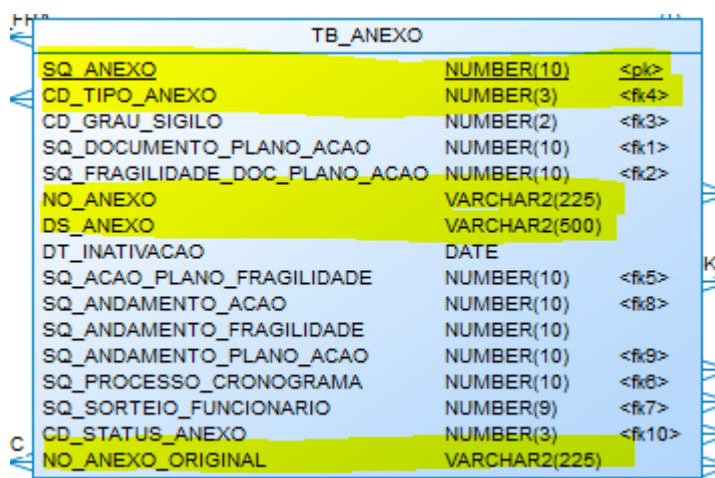 TB_ANEXO
SQ_ANEXO NUMBER(10) <pk>
CD_TIPO_ANEXO NUMBER(3) <fk4>
CD_GRAU_SIGILO NUMBER(2) <fk3>
SQ_DOCUMENTO_PLANO_ACAO NUMBER(10) <fk1>
SQ_FRAGILIDADE_DOC_PLANO_ACAO NUMBER(10) <fk2>
NO_ANEXO VARCHAR2(225)
DS_ANEXO VARCHAR2(500)
DT_INATIVACAO DATE
SQ_ACAO_PLANO_FRAGILIDADE NUMBER(10) <fk5>
SQ_ANDAMENTO_ACAO NUMBER(10) <fk8>
SQ_ANDAMENTO_FRAGILIDADE NUMBER(10)
SQ_ANDAMENTO_PLANO_ACAO NUMBER(10) <fk9>
SQ_PROCESSO_CRONOGRAMA NUMBER(10) <fk6>
SQ_SORTEIO_FUNCIONARIO NUMBER(9) <fk7>
CD_STATUS_ANEXO NUMBER(3) <fk10>
NO_ANEXO_ORIGINAL VARCHAR2(225)